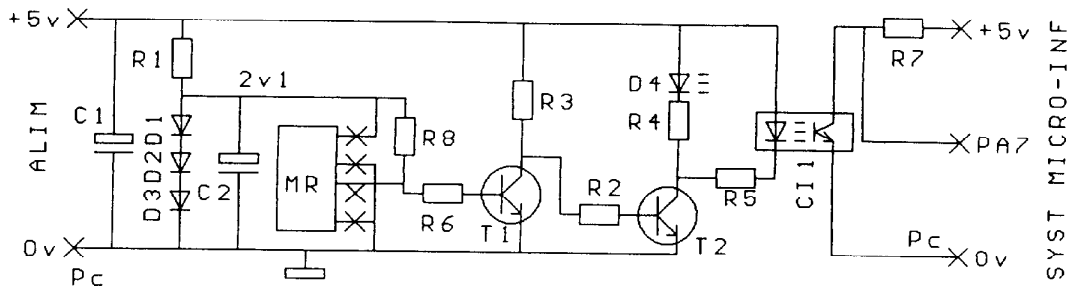 +5v
R1
2v1
C1
D3D2D1
C2
ALIM
MR
R8
R6
R3
T1
R2
D4
R4
T2
R5
CI1
R7
+5v
PA7
Pc
0v
0v
Pc
SYST MICRO-INF